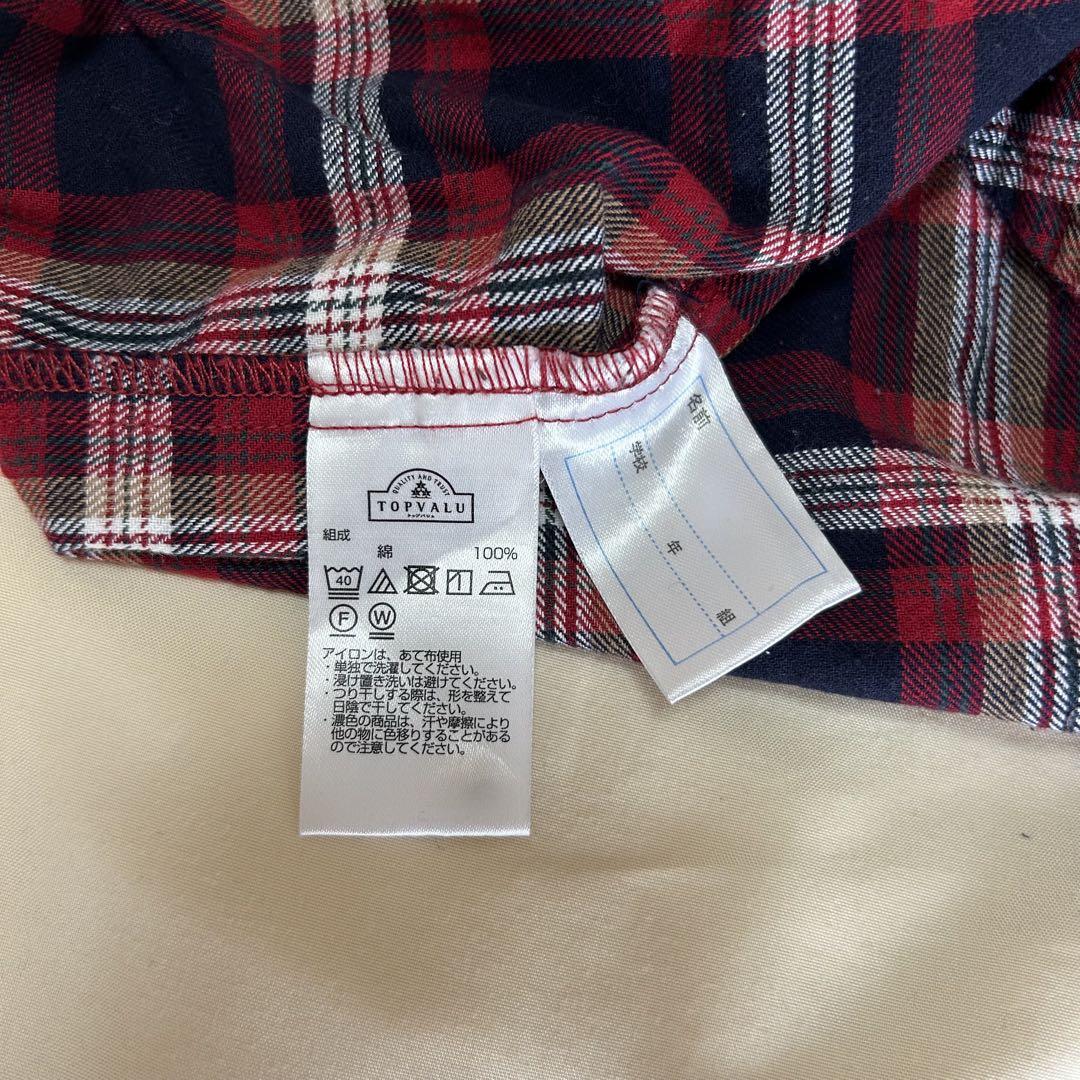 QUALITY AND TRUST
TOPVALU
トップバリュ
組成
綿 100%
40
F W
アイロンは、あて布使用
・単独で洗濯してください。
・浸け置き洗いは避けてください。
・つり干しする際は、形を整えて
日陰で干してください。
・濃色の商品は、汗や摩擦により
他の物に色移りすることがある
ので注意してください。
名前
学校
年
組